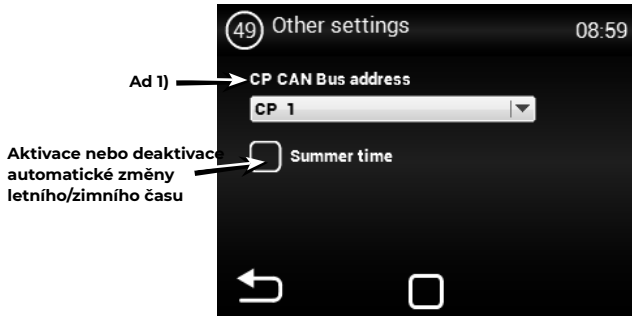 49 Other settings 08:59
Ad 1) CP CAN Bus address
CP 1
Aktivace nebo deaktivace
automatické změny
letního/zimního času
Summer time